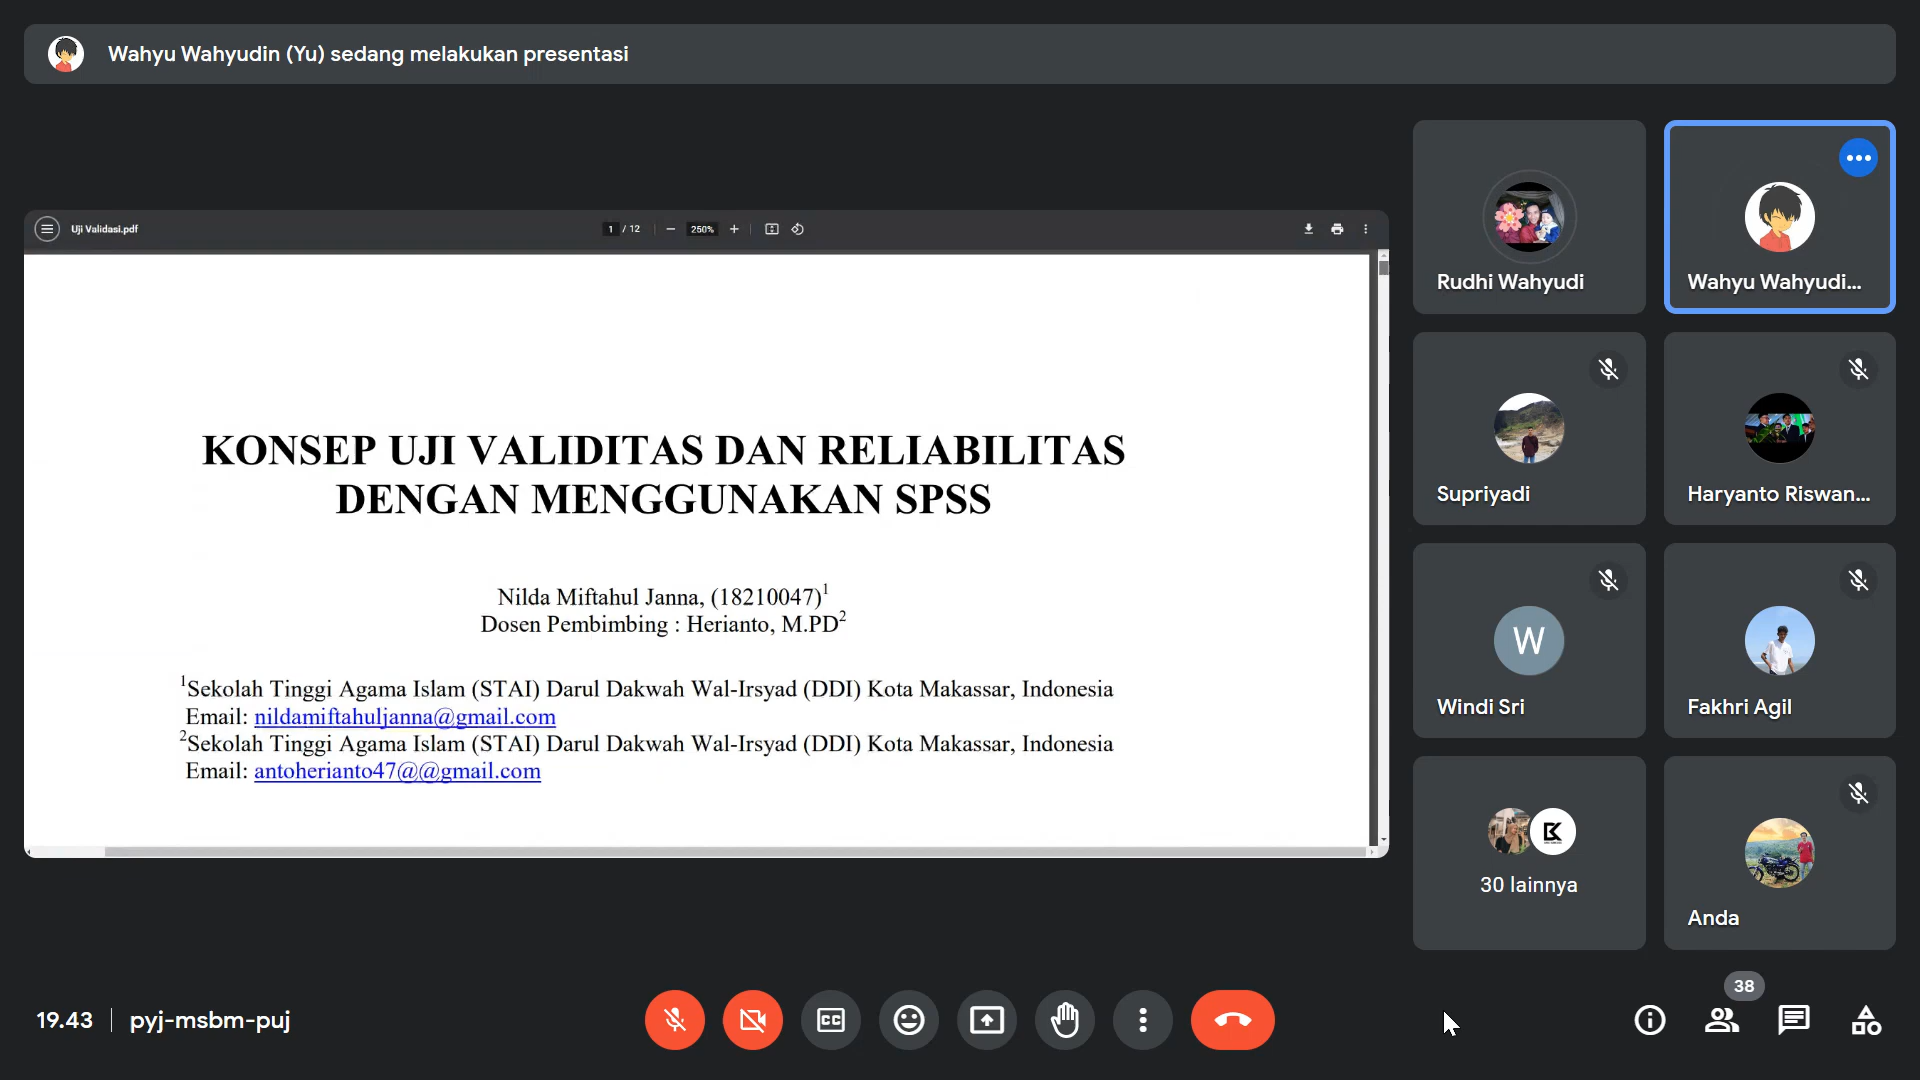 Wahyu Wahyudin (Yu) sedang melakukan presentasi
Uji Validasi.pdf
1 / 12
250%
KONSEP UJI VALIDITAS DAN RELIABILITAS
DENGAN MENGGUNAKAN SPSS
Nilda Miftahul Janna, (18210047)1
Dosen Pembimbing : Herianto, M.PD2
1Sekolah Tinggi Agama Islam (STAI) Darul Dakwah Wal-Irsyad (DDI) Kota Makassar, Indonesia
Email: nildamiftahuljanna@gmail.com
2Sekolah Tinggi Agama Islam (STAI) Darul Dakwah Wal-Irsyad (DDI) Kota Makassar, Indonesia
Email: antoherianto47@@gmail.com
Rudhi Wahyudi
Wahyu Wahyudi...
Supriyadi
Haryanto Riswan...
W
Windi Sri
Fakhri Agil
30 lainnya
Anda
19.43
pyj-msbm-puj
CC
38